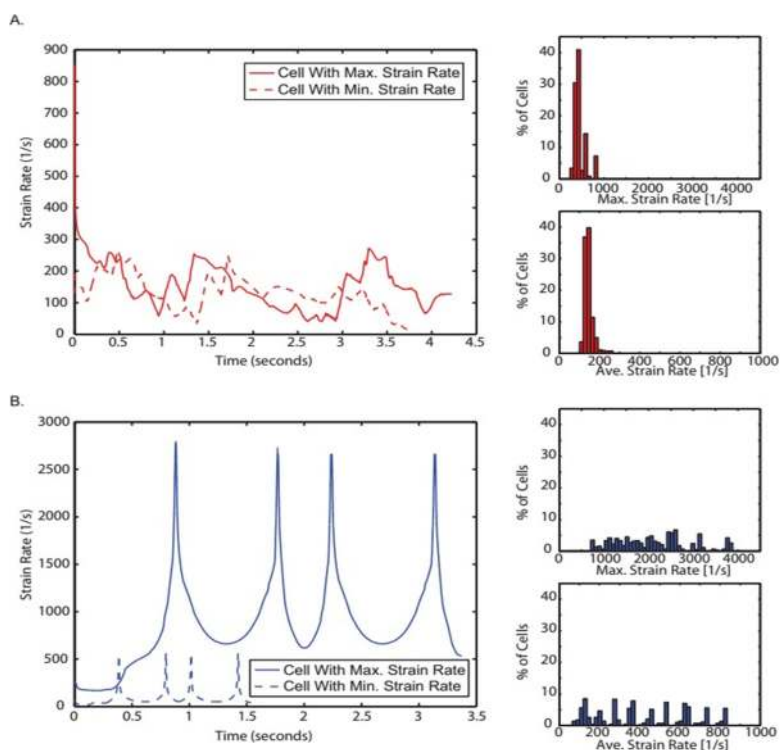 A.
900
800
700
600
500
400
300
200
100
0
Strain Rate (1/s)
Cell With Max. Strain Rate
Cell With Min. Strain Rate
0 0.5 1 1.5 2 2.5 3 3.5 4 4.5
Time (seconds)
40
30
20
10
0
% of Cells
0 1000 2000 3000 4000
Max. Strain Rate [1/s]
40
30
20
10
0
% of Cells
0 200 400 600 800 1000
Ave. Strain Rate [1/s]
B.
3000
2500
2000
1500
1000
500
0
Strain Rate (1/s)
Cell With Max. Strain Rate
Cell With Min. Strain Rate
0 0.5 1 1.5 2 2.5 3 3.5
Time (seconds)
40
30
20
10
0
% of Cells
0 1000 2000 3000 4000
Max. Strain Rate [1/s]
40
30
20
10
0
% of Cells
0 200 400 600 800 1000
Ave. Strain Rate [1/s]